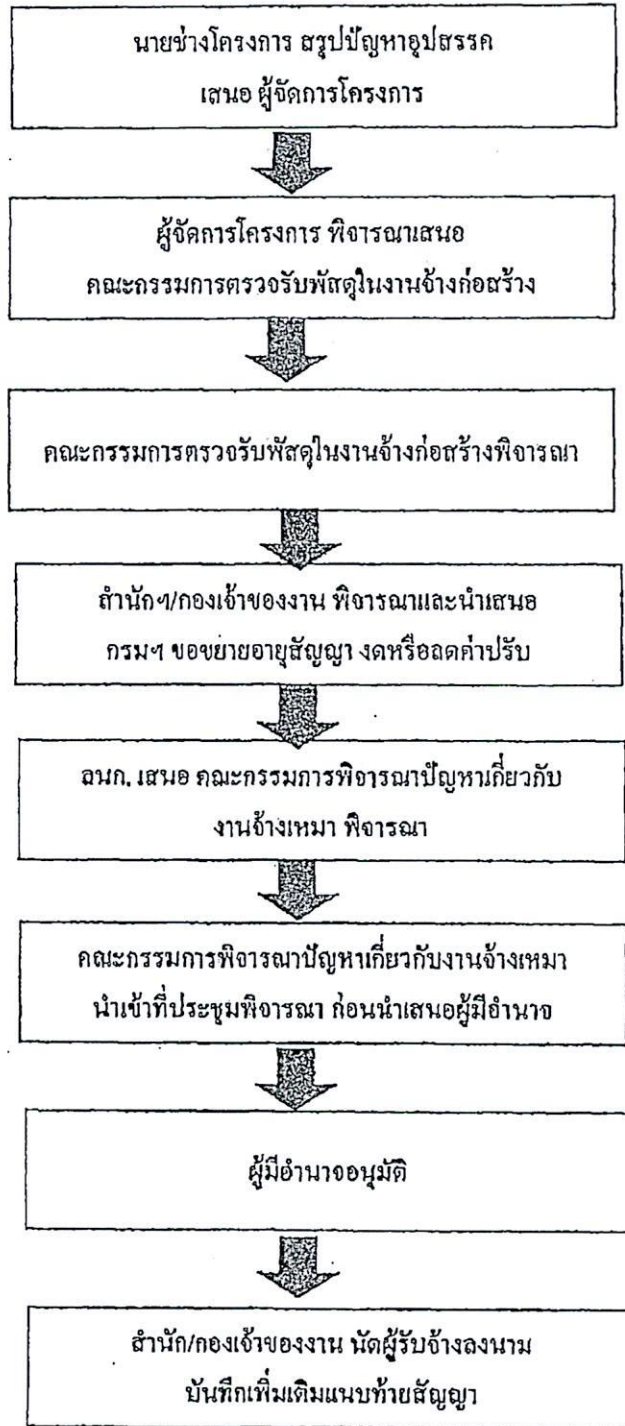 นายช่างโครงการ สรุปปัญหาอุปสรรค
เสนอ ผู้จัดการโครงการ
ผู้จัดการโครงการ พิจารณาเสนอ
คณะกรรมการตรวจรับพัสดุในงานจ้างก่อสร้าง
คณะกรรมการตรวจรับพัสดุในงานจ้างก่อสร้างพิจารณา
สำนักฯ/กองเจ้าของงาน พิจารณาและนำเสนอ
กรมฯ ขอขยายอายุสัญญา งดหรือลดค่าปรับ
ลนก. เสนอ คณะกรรมการพิจารณาปัญหาเกี่ยวกับ
งานจ้างเหมา พิจารณา
คณะกรรมการพิจารณาปัญหาเกี่ยวกับงานจ้างเหมา
นำเข้าที่ประชุมพิจารณา ก่อนนำเสนอผู้มีอำนาจ
ผู้มีอำนาจอนุมัติ
สำนัก/กองเจ้าของงาน นัดผู้รับจ้างลงนาม
บันทึกเพิ่มเติมแนบท้ายสัญญา